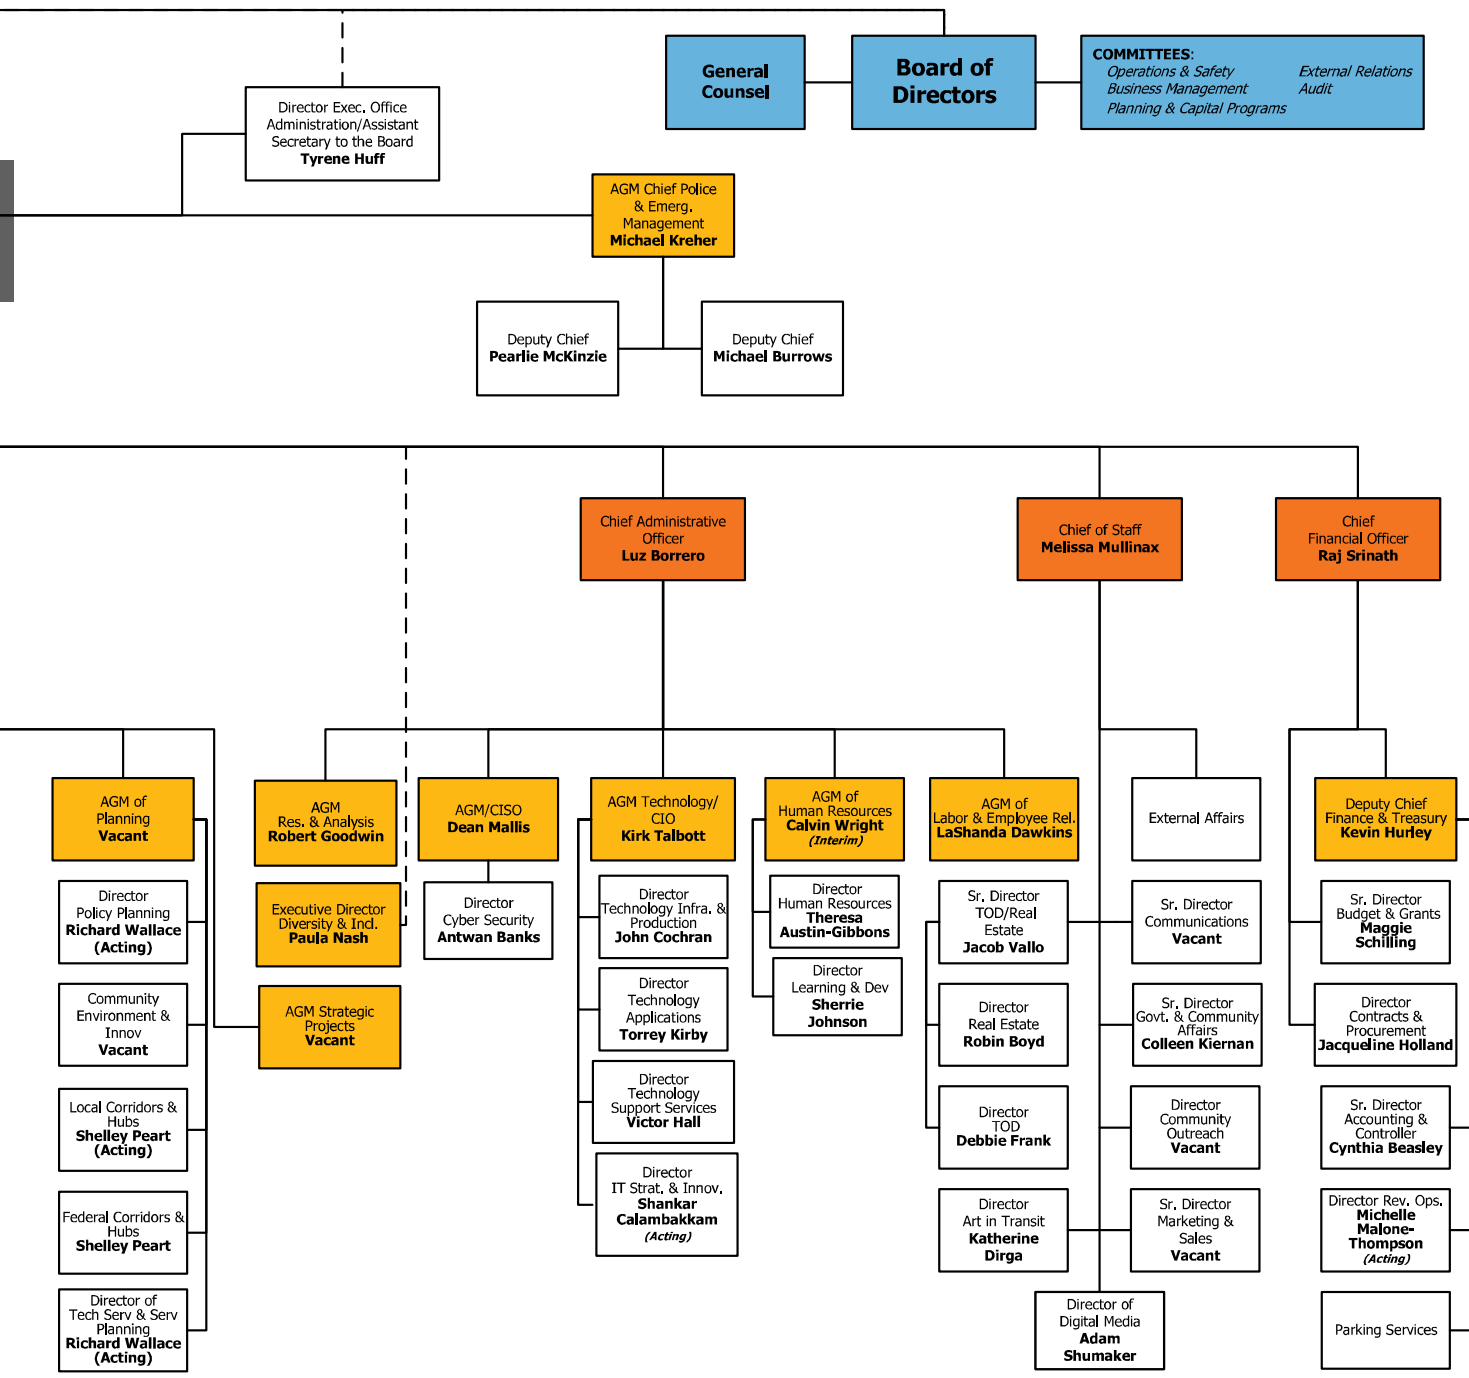 General
Counsel
Board of
Directors
COMMITTEES:
Operations & Safety
External Relations
Business Management
Audit
Planning & Capital Programs
Director Exec. Office
Administration/Assistant
Secretary to the Board
Tyrene Huff
AGM Chief Police
& Emerg.
Management
Michael Kreher
Deputy Chief
Pearlie McKinzie
Deputy Chief
Michael Burrows
Chief Administrative
Officer
Luz Borrero
Chief of Staff
Melissa Mullinax
Chief
Financial Officer
Raj Srinath
AGM of
Planning
Vacant
Director
Policy Planning
Richard Wallace
(Acting)
Community
Environment &
Innov
Vacant
Local Corridors &
Hubs
Shelley Peart
(Acting)
Federal Corridors &
Hubs
Shelley Peart
Director of
Tech Serv & Serv
Planning
Richard Wallace
(Acting)
AGM
Res. & Analysis
Robert Goodwin
Executive Director
Diversity & Incl.
Paula Nash
AGM Strategic
Projects
Vacant
AGM/CISO
Dean Mallis
Director
Cyber Security
Antwan Banks
AGM Technology/
CIO
Kirk Talbott
Director
Technology Infra. &
Production
John Cochran
Director
Technology
Applications
Torrey Kirby
Director
Technology
Support Services
Victor Hall
Director
IT Strat. & Innov.
Shankar
Calambakkam
(Acting)
AGM of
Human Resources
Calvin Wright
(Interim)
Director
Human Resources
Theresa
Austin-Gibbons
Director
Learning & Dev
Sherrie
Johnson
AGM of
Labor & Employee Rel.
LaShanda Dawkins
Sr. Director
TOD/Real
Estate
Jacob Vallo
Director
Real Estate
Robin Boyd
Director
TOD
Debbie Frank
Director
Art in Transit
Katherine
Dirga
External Affairs
Sr. Director
Communications
Vacant
Sr. Director
Govt. & Community
Affairs
Colleen Kiernan
Director
Community
Outreach
Vacant
Sr. Director
Marketing &
Sales
Vacant
Director of
Digital Media
Adam
Shumaker
Deputy Chief
Finance & Treasury
Kevin Hurley
Sr. Director
Budget & Grants
Maggie
Schilling
Director
Contracts &
Procurement
Jacqueline Holland
Sr. Director
Accounting &
Controller
Cynthia Beasley
Director Rev. Ops.
Michelle
Malone-
Thompson
(Acting)
Parking Services